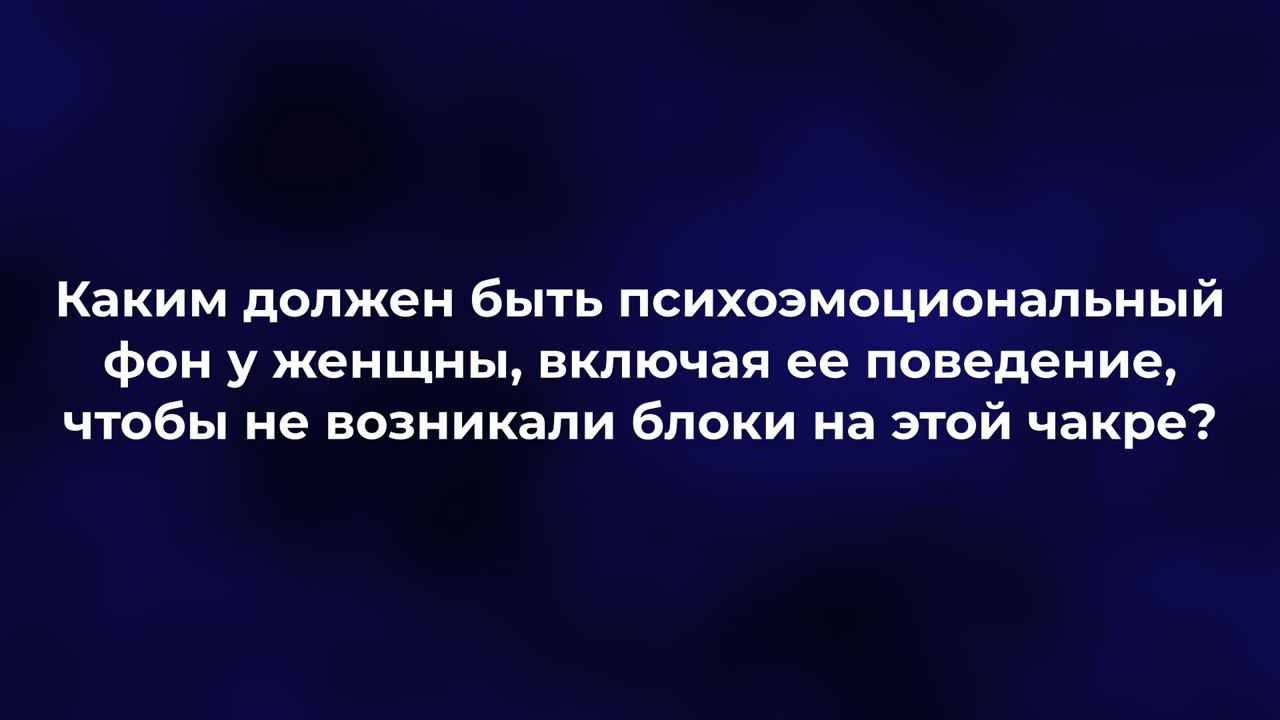 Каким должен быть психоэмоциональный
фон у женщны, включая ее поведение,
чтобы не возникали блоки на этой чакре?